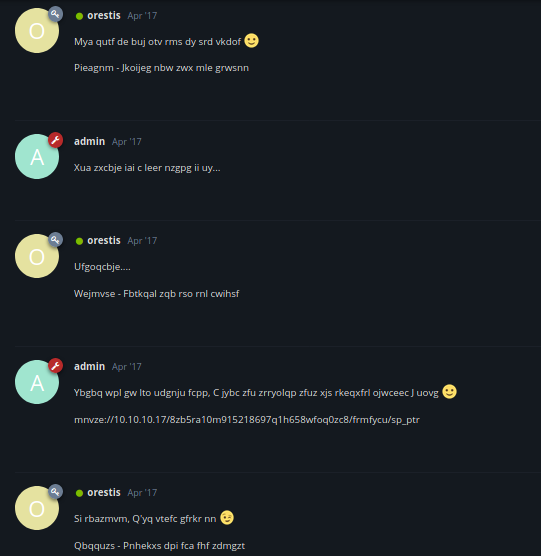 O
orestis Apr '17
Mya qutf de buj otv rms dy srd vkdof
Pieagnm - Jkoijeg nbw zwx mle grwsnn
A
admin Apr '17
Xua zxcbje iai c leer nzgpg ii uy...
O
orestis Apr '17
Ufgoqcbje....
Wejmvse - Fbtkqal zqb rso rnl cwihsf
A
admin Apr '17
Ybgbq wpl gw lto udgnju fcpp, C jybc zfu zrryolqp zfuz xjs rkeqxfrl ojwceec J uovg
mnvze://10.10.10.17/8zb5ra10m915218697q1h658wfoq0zc8/frmfycu/sp_ptr
O
orestis Apr '17
Si rbazmvm, Q'yq vtefc gfrkr nn
Qbqquzs - Pnhekxs dpi fca fhf zdmgzt